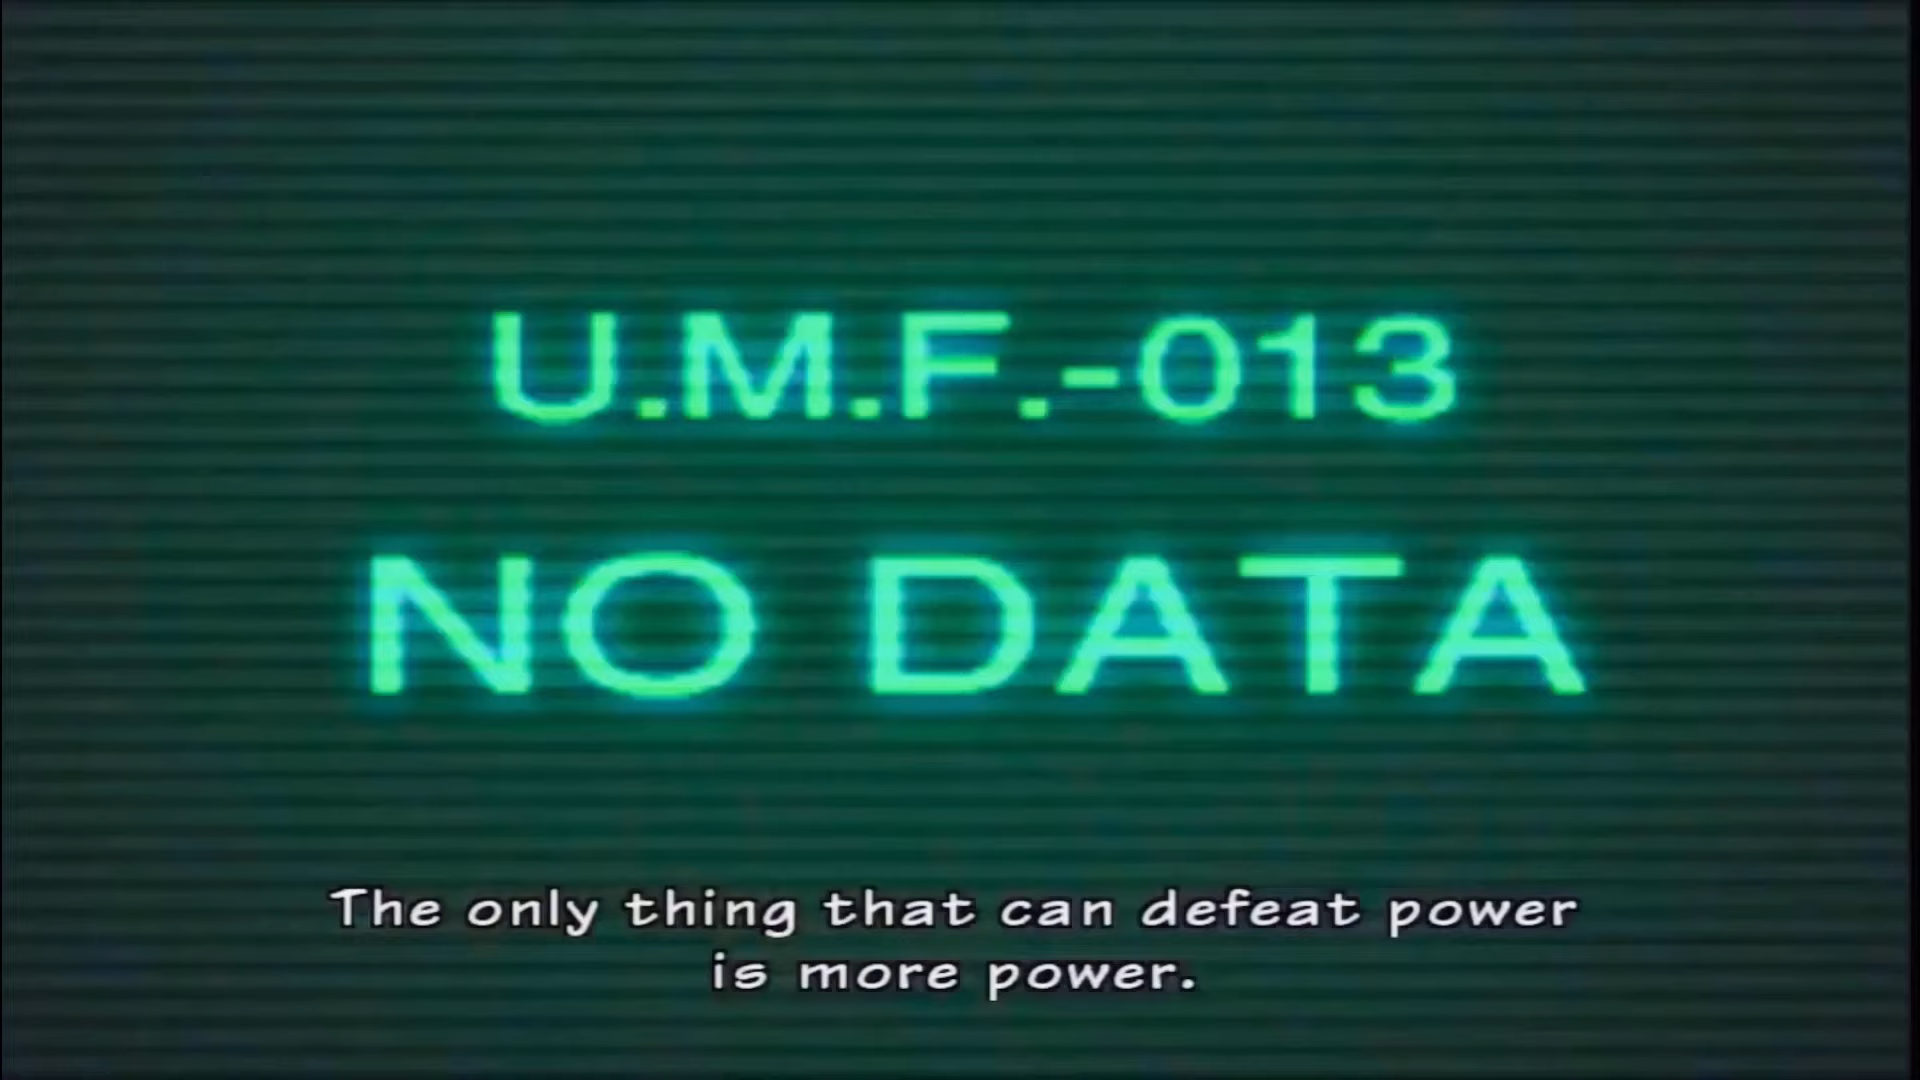 U.M.F.-013
NO DATA
The only thing that can defeat power
is more power.